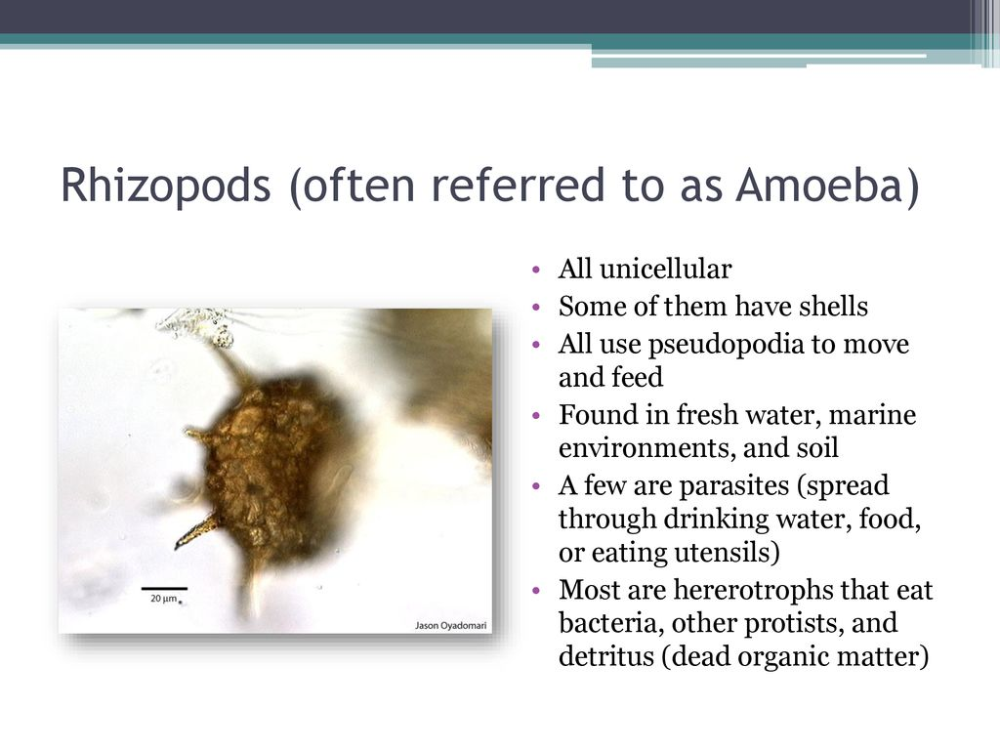 Rhizopods (often referred to as Amoeba)
• All unicellular
• Some of them have shells
• All use pseudopodia to move
and feed
• Found in fresh water, marine
environments, and soil
• A few are parasites (spread
through drinking water, food,
or eating utensils)
• Most are hererotrophs that eat
bacteria, other protists, and
detritus (dead organic matter)
20 µm
Jason Oyadomari